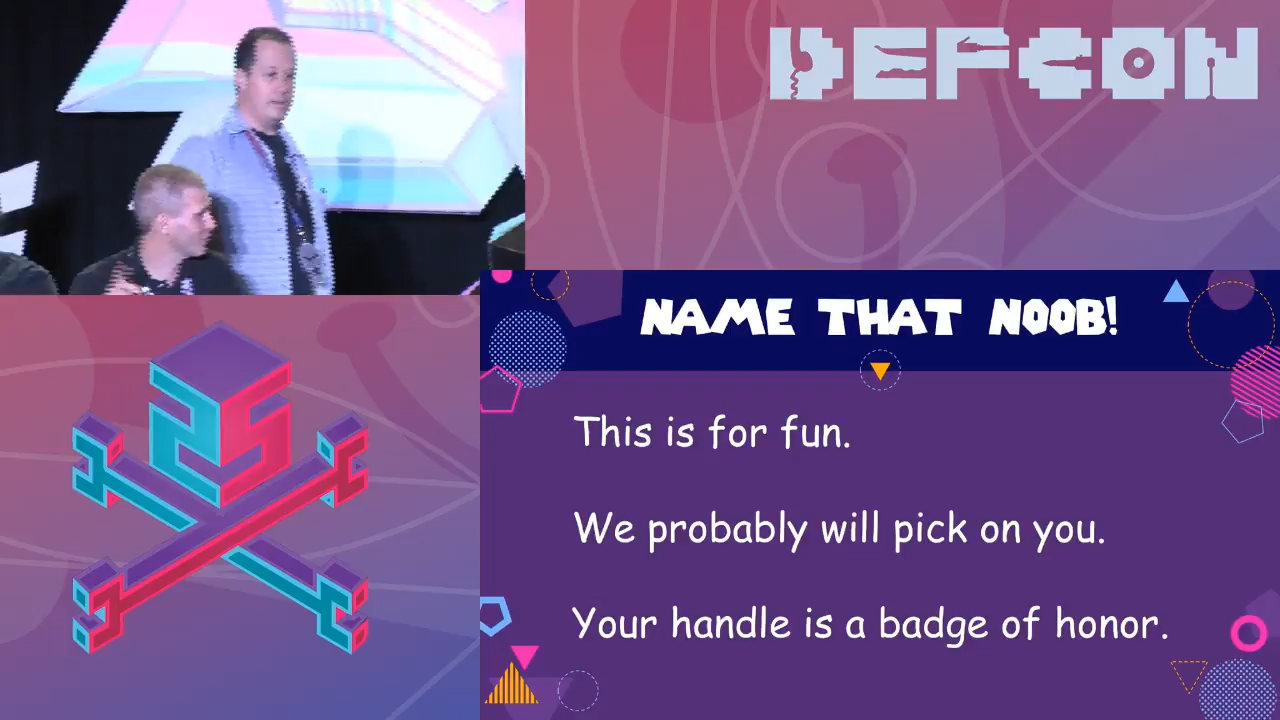 DEFCON
NAME THAT NOOB!
This is for fun.
We probably will pick on you.
Your handle is a badge of honor.
25